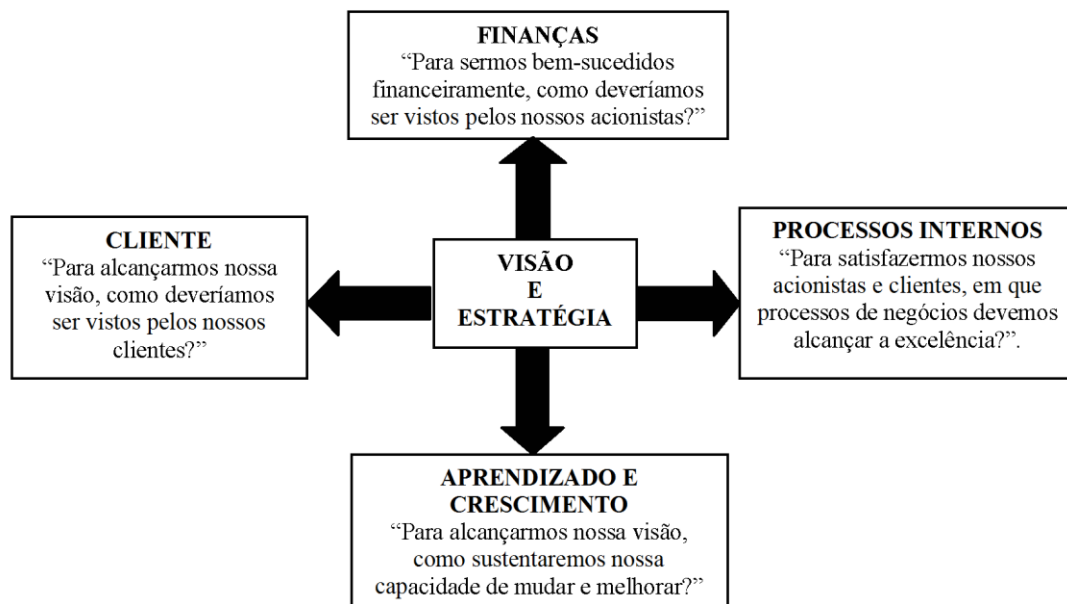 FINANÇAS
“Para sermos bem-sucedidos
financeiramente, como deveríamos
ser vistos pelos nossos acionistas?”
CLIENTE
“Para alcançarmos nossa
visão, como deveríamos
ser vistos pelos nossos
clientes?”
VISÃO
E
ESTRATÉGIA
PROCESSOS INTERNOS
“Para satisfazermos nossos
acionistas e clientes, em que
processos de negócios devemos
alcançar a excelência?”.
APRENDIZADO E
CRESCIMENTO
“Para alcançarmos nossa visão,
como sustentaremos nossa
capacidade de mudar e melhorar?”